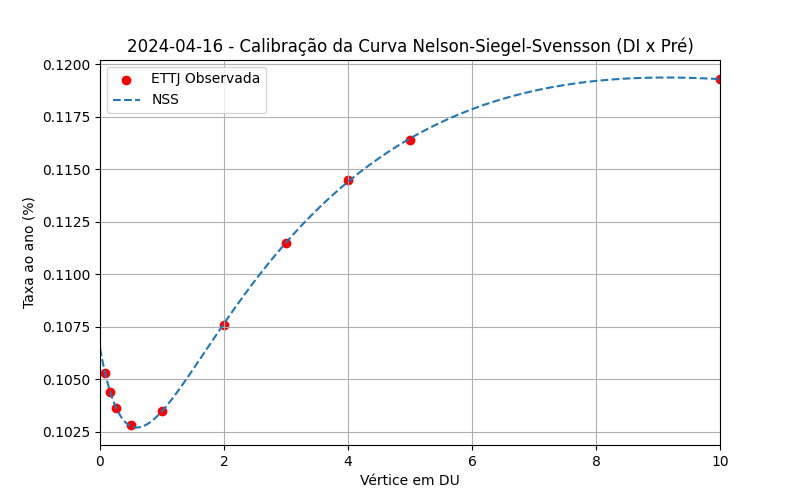 2024-04-16 - Calibração da Curva Nelson-Siegel-Svensson (DI x Pré)
0.1200
0.1175
0.1150
0.1125
0.1100
0.1075
0.1050
0.1025
Taxa ao ano (%)
ETTJ Observada
NSS
0 2 4 6 8 10
Vértice em DU